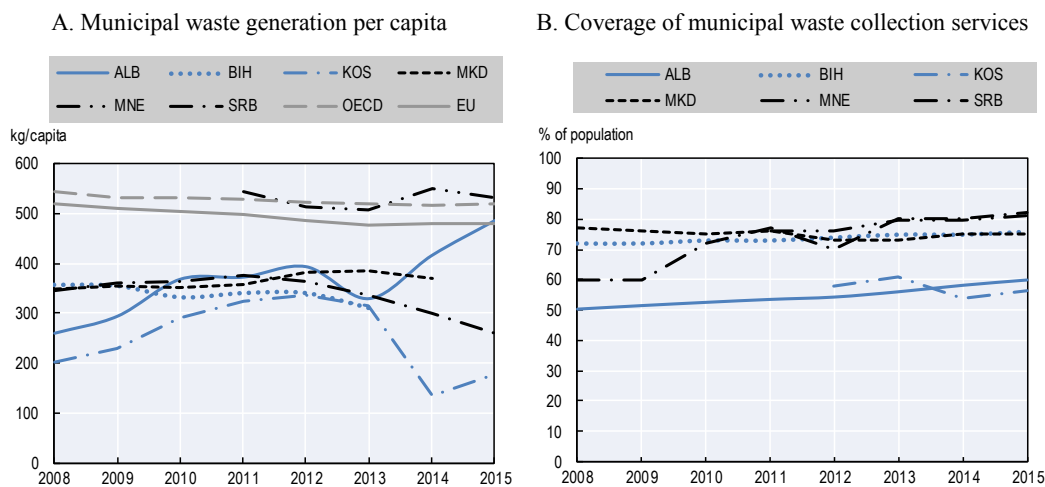 A. Municipal waste generation per capita
ALB BIH KOS MKD
MNE SRB OECD EU
kg/capita
600
500
400
300
200
100
0
2008 2009 2010 2011 2012 2013 2014 2015
B. Coverage of municipal waste collection services
ALB BIH KOS
MKD MNE SRB
% of population
100
90
80
70
60
50
40
30
20
10
0
2008 2009 2010 2011 2012 2013 2014 2015